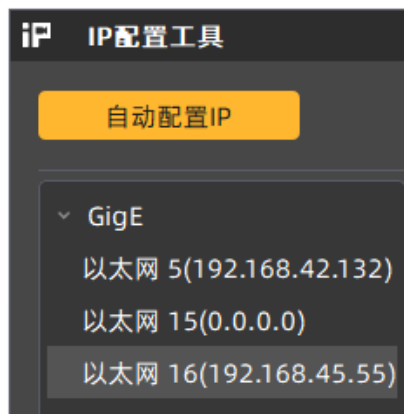 iP IP配置工具
自动配置IP
GigE
以太网 5(192.168.42.132)
以太网 15(0.0.0.0)
以太网 16(192.168.45.55)